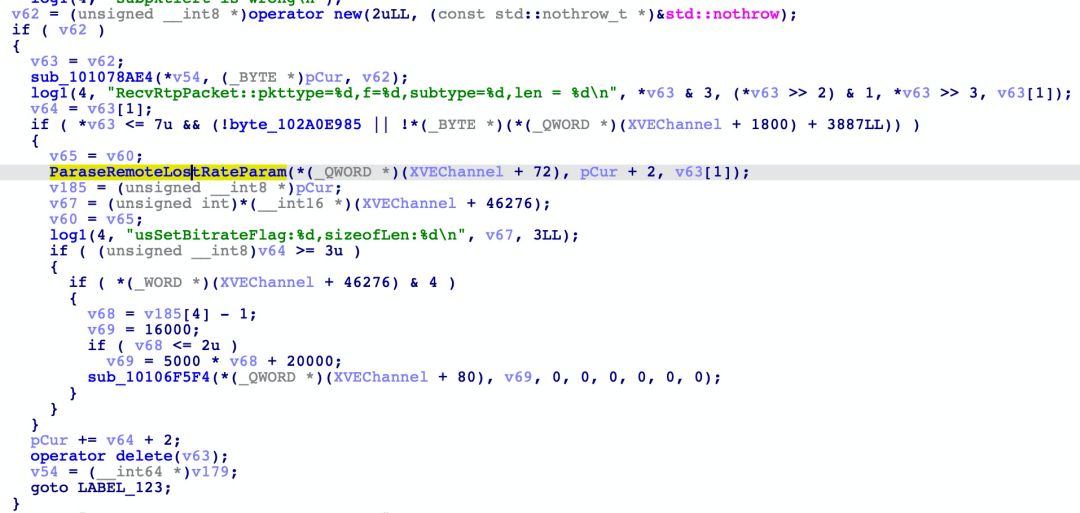 v62 = (unsigned __int8 *)operator new(2uLL, (const std::nothrow_t *)&std::nothrow);
if ( v62 )
{
v63 = v62;
sub_101078AE4(*v54, (_BYTE *)pCur, v62);
log1(4, "RecvRtpPacket::pkttype=%d,f=%d,subtype=%d,len = %d\n", *v63 & 3, (*v63 >> 2) & 1, *v63 >> 3, v63[1]);
v64 = v63[1];
if ( *v63 <= 7u && (!byte_102A0E985 || !*(_BYTE *)(*(_QWORD *)(XVEChannel + 1800) + 3887LL)) )
{
v65 = v60;
ParaseRemoteLostRateParam(*(_QWORD *)(XVEChannel + 72), pCur + 2, v63[1]);
v185 = (unsigned __int8 *)pCur;
v67 = (unsigned int)*(__int16 *)(XVEChannel + 46276);
v60 = v65;
log1(4, "usSetBitrateFlag:%d,sizeofLen:%d\n", v67, 3LL);
if ( (unsigned __int8)v64 >= 3u )
{
if ( *(_WORD *)(XVEChannel + 46276) & 4 )
{
v68 = v185[4] - 1;
v69 = 16000;
if ( v68 <= 2u )
v69 = 5000 * v68 + 20000;
sub_10106F5F4(*(_QWORD *)(XVEChannel + 80), v69, 0, 0, 0, 0, 0, 0);
}
}
}
pCur += v64 + 2;
operator delete(v63);
v54 = (__int64 *)v179;
goto LABEL_123;
}